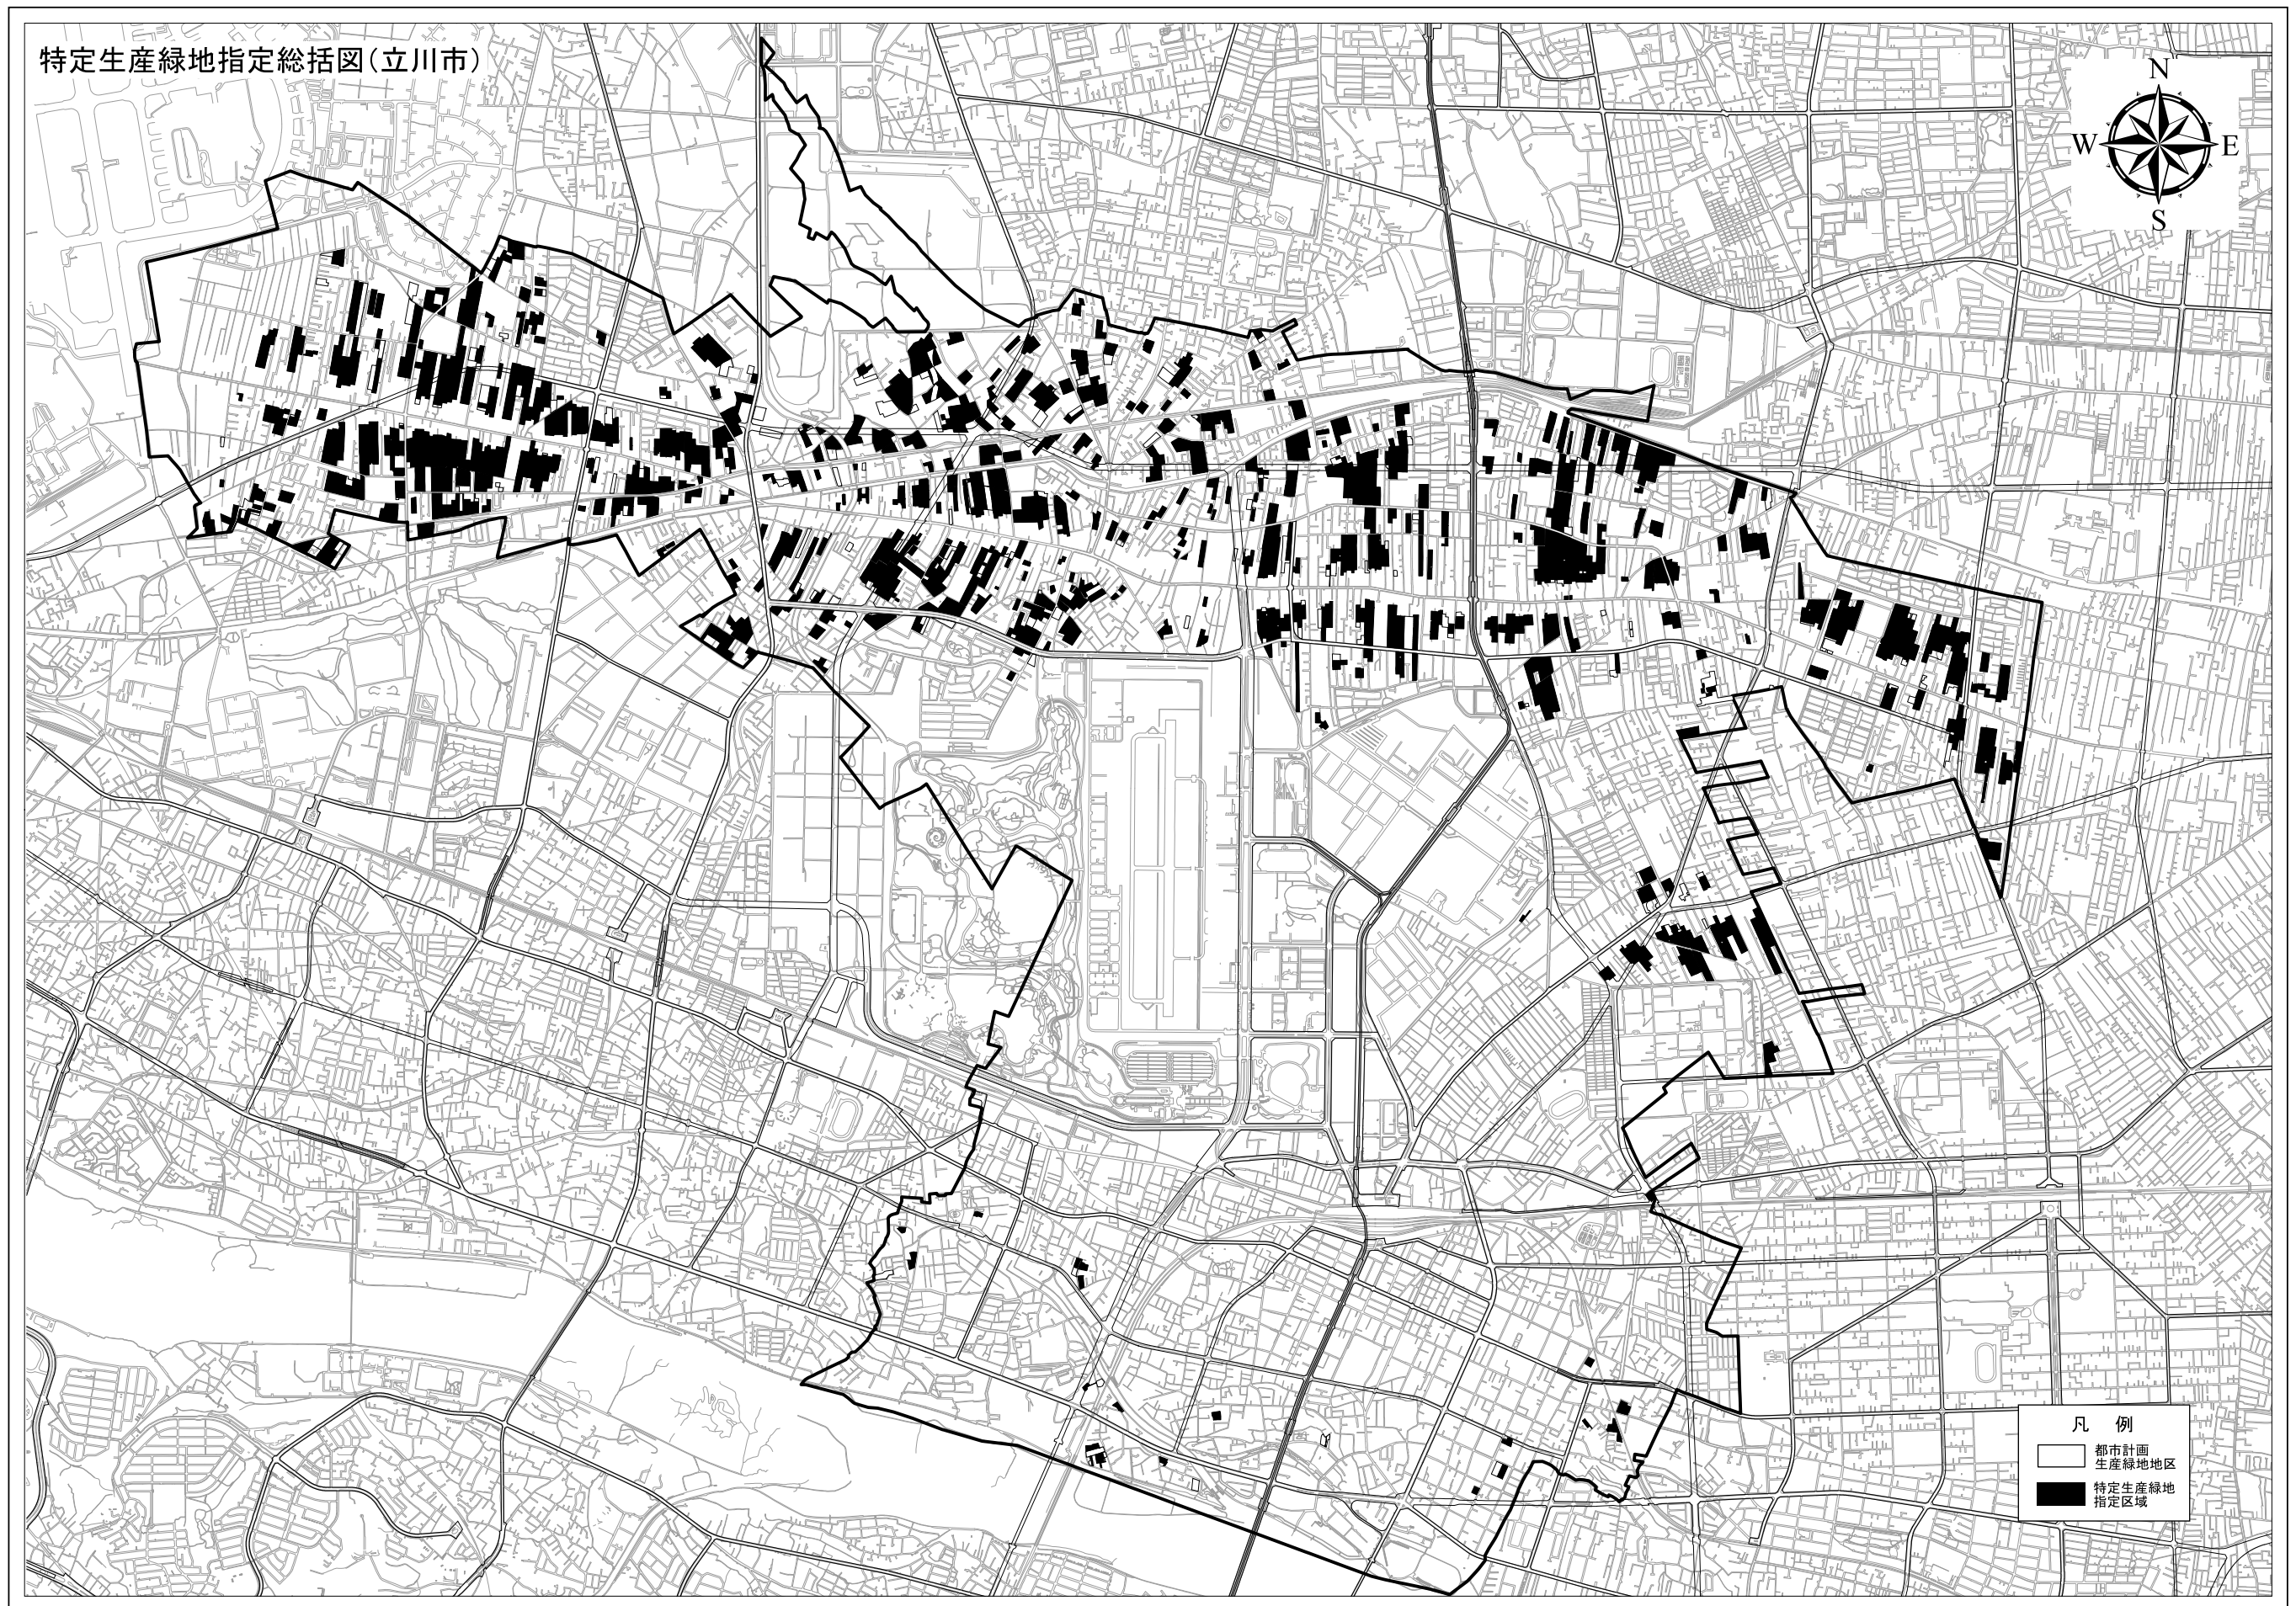 特定生産緑地指定総括図(立川市)
N
W
E
S
凡 例
都市計画
生産緑地地区
特定生産緑地
指定区域